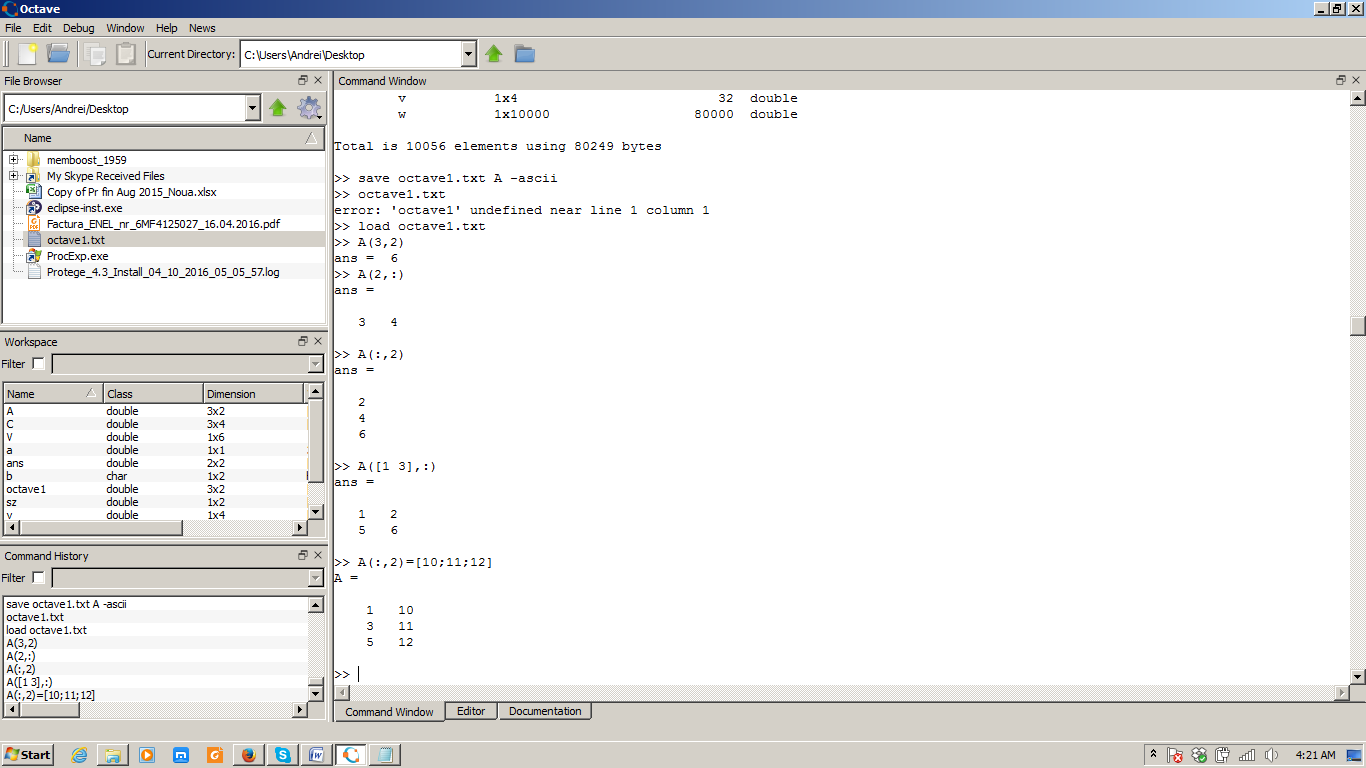 Octave
File Edit Debug Window Help News
Current Directory: C:\Users\Andrei\Desktop
File Browser
C:/Users/Andrei/Desktop
Name
memboost_1959
My Skype Received Files
Copy of Pr fin Aug 2015_Noua.xlsx
eclipse-inst.exe
Factura_ENEL_nr_6MF4125027_16.04.2016.pdf
octave1.txt
ProcExp.exe
Protege_4.3_Install_04_10_2016_05_05_57.log
Workspace
Filter
Name Class Dimension
A double 3x2
C double 3x4
V double 1x6
a double 1x1
ans double 2x2
b char 1x2
octave1 double 3x2
sz double 1x2
v double 1x4
Command History
Filter
save octave1.txt A -ascii
octave1.txt
load octave1.txt
A(3,2)
A(2,:)
A(:,2)
A([1 3],:)
A(:,2)=[10;11;12]
Command Window
v 1x4 32 double
w 1x10000 80000 double
Total is 10056 elements using 80249 bytes
>> save octave1.txt A -ascii
>> octave1.txt
error: 'octave1' undefined near line 1 column 1
>> load octave1.txt
>> A(3,2)
ans = 6
>> A(2,:)
ans =
3 4
>> A(:,2)
ans =
2
4
6
>> A([1 3],:)
ans =
1 2
5 6
>> A(:,2)=[10;11;12]
A =
1 10
3 11
5 12
>>
Command Window Editor Documentation
Start
4:21 AM